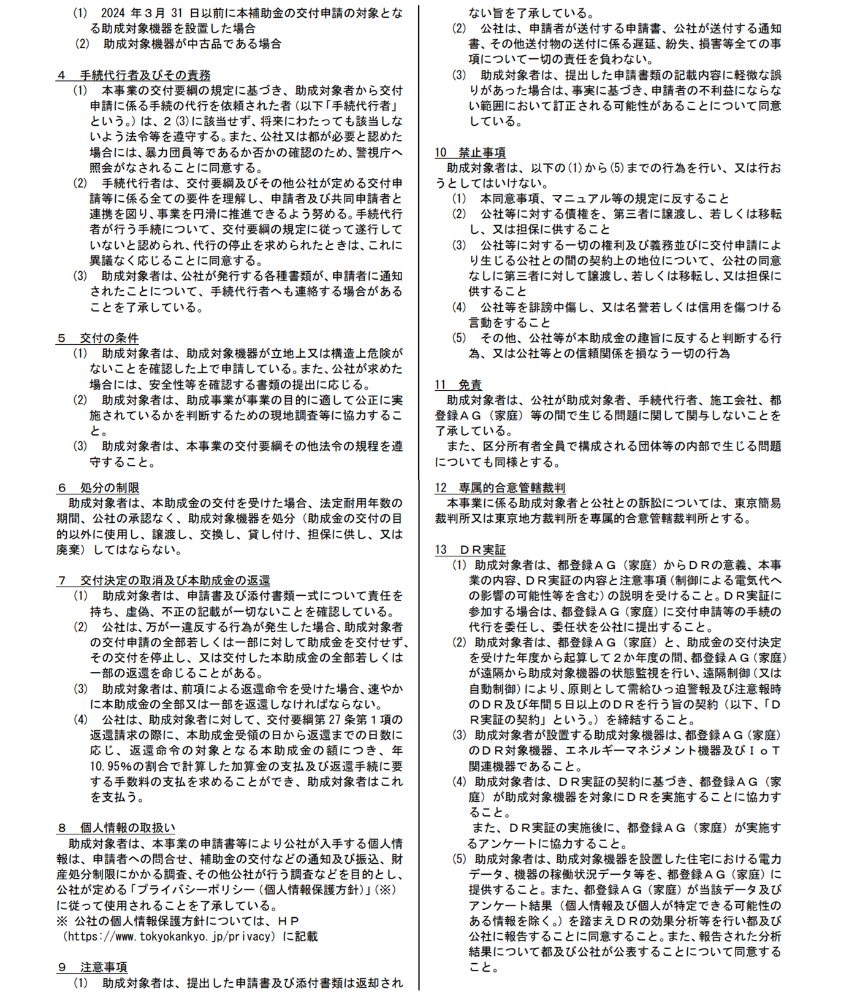 (1) 2024 年３月 31 日以前に本補助金の交付申請の対象とな
る助成対象機器を設置した場合
(2) 助成対象機器が中古品である場合
４ 手続代行者及びその責務
(1) 本事業の交付要綱の規定に基づき、助成対象者から交付
申請に係る手続の代行を依頼された者（以下「手続代行者」
という。）は、２(3)に該当せず、将来にわたっても該当しな
いよう法令等を遵守する。また、公社又は都が必要と認めた
場合には、暴力団員等であるか否かの確認のため、警視庁へ
照会がなされることに同意する。
(2) 手続代行者は、交付要綱及びその他公社が定める交付申
請等に係る全ての要件を理解し、申請者及び共同申請者と
連携を図り、事業を円滑に推進できるよう努める。手続代行
者が行う手続について、交付要綱の規定に従って遂行して
いないと認められ、代行の停止を求められたときは、これに
異議なく応じることに同意する。
(3) 助成対象者は、公社が発行する各種書類が、申請者に通知
されたことについて、手続代行者へも連絡する場合がある
ことを了承している。
５ 交付の条件
(1) 助成対象者は、助成対象機器が立地上又は構造上危険が
ないことを確認した上で申請している。また、公社が求めた
場合には、安全性等を確認する書類の提出に応じる。
(2) 助成対象者は、助成事業が事業の目的に適して公正に実
施されているかを判断するための現地調査等に協力するこ
と。
(3) 助成対象者は、本事業の交付要綱その他法令の規程を遵
守すること。
６ 処分の制限
助成対象者は、本助成金の交付を受けた場合、法定耐用年数の
期間、公社の承認なく、助成対象機器を処分（助成金の交付の目
的以外に使用し、譲渡し、交換し、貸し付け、担保に供し、又は
廃棄）してはならない。
７ 交付決定の取消及び本助成金の返還
(1) 助成対象者は、申請書及び添付書類一式について責任を
持ち、虚偽、不正の記載が一切ないことを確認している。
(2) 公社は、万が一違反する行為が発生した場合、助成対象者
の交付申請の全部若しくは一部に対して助成金を交付せず、
その交付を停止し、又は交付した本助成金の全部若しくは
一部の返還を命じることがある。
(3) 助成対象者は、前項による返還命令を受けた場合、速やか
に本助成金の全部又は一部を返還しなければならない。
(4) 公社は、助成対象者に対して、交付要綱第 27 条第１項の
返還請求の際に、本助成金受領の日から返還までの日数に
応じ、返還命令の対象となる本助成金の額につき、年
10.95％の割合で計算した加算金の支払及び返還手続に要
する手数料の支払を求めることができ、助成対象者はこれ
を支払う。
８ 個人情報の取扱い
助成対象者は、本事業の申請書等により公社が入手する個人情
報は、申請者への問合せ、補助金の交付などの通知及び振込、財
産処分制限にかかる調査、その他公社が行う調査などを目的とし、
公社が定める「プライバシーポリシー（個人情報保護方針）」（※）
に従って使用されることを了承している。
※ 公社の個人情報保護方針については、ＨＰ
（https://www.tokyokankyo.jp/privacy）に記載
９ 注意事項
(1) 助成対象者は、提出した申請書及び添付書類は返却され
ない旨を了承している。
(2) 公社は、申請者が送付する申請書、公社が送付する通知
書、その他送付物の送付に係る遅延、紛失、損害等全ての事
項について一切の責任を負わない。
(3) 助成対象者は、提出した申請書類の記載内容に軽微な誤
りがあった場合は、事実に基づき、申請者の不利益にならな
い範囲において訂正される可能性があることについて同意
している。
10 禁止事項
助成対象者は、以下の(1)から(5)までの行為を行い、又は行お
うとしてはいけない。
(1) 本同意事項、マニュアル等の規定に反すること
(2) 公社等に対する債権を、第三者に譲渡し、若しくは移転
し、又は担保に供すること
(3) 公社等に対する一切の権利及び義務並びに交付申請によ
り生じる公社との間の契約上の地位について、公社の同意
なしに第三者に対して譲渡し、若しくは移転し、又は担保に
供すること
(4) 公社等を誹謗中傷し、又は名誉若しくは信用を傷つける
言動をすること
(5) その他、公社等が本助成金の趣旨に反すると判断する行
為、又は公社等との信頼関係を損なう一切の行為
11 免責
助成対象者は、公社が助成対象者、手続代行者、施工会社、都
登録ＡＧ（家庭）等の間で生じる問題に関して関与しないことを
了承している。
また、区分所有者全員で構成される団体等の内部で生じる問題
についても同様とする。
12 専属的合意管轄裁判
本事業に係る助成対象者と公社との訴訟については、東京簡易
裁判所又は東京地方裁判所を専属的合意管轄裁判所とする。
13 ＤＲ実証
(1) 助成対象者は、都登録ＡＧ（家庭）からＤＲの意義、本事
業の内容、ＤＲ実証の内容と注意事項（制御による電気代へ
の影響の可能性等を含む）の説明を受けること。ＤＲ実証に
参加する場合は、都登録ＡＧ（家庭）に交付申請等の手続の
代行を委任し、委任状を公社に提出すること。
(2) 助成対象者は、都登録ＡＧ（家庭）と、助成金の交付決定
を受けた年度から起算して２か年度の間、都登録ＡＧ（家庭）
が遠隔から助成対象機器の状態監視を行い、遠隔制御（又は
自動制御）により、原則として需給ひっ迫警報及び注意報時
のＤＲ及び年間５日以上のＤＲを行う旨の契約（以下、「Ｄ
Ｒ実証の契約」という。）を締結すること。
(3) 助成対象者が設置する助成対象機器は、都登録ＡＧ（家庭）
のＤＲ対象機器、エネルギーマネジメント機器及びＩｏＴ
関連機器であること。
(4) 助成対象者は、ＤＲ実証の契約に基づき、都登録ＡＧ（家
庭）が助成対象機器を対象にＤＲを実施することに協力す
ること。
また、ＤＲ実証の実施後に、都登録ＡＧ（家庭）が実施す
るアンケートに協力すること。
(5) 助成対象者は、助成対象機器を設置した住宅における電力
データ、機器の稼働状況データ等を、都登録ＡＧ（家庭）に
提供すること。また、都登録ＡＧ（家庭）が当該データ及び
アンケート結果（個人情報及び個人が特定できる可能性の
ある情報を除く。）を踏まえＤＲの効果分析等を行い都及び
公社に報告することに同意すること。また、報告された分析
結果について都及び公社が公表することについて同意する
こと。